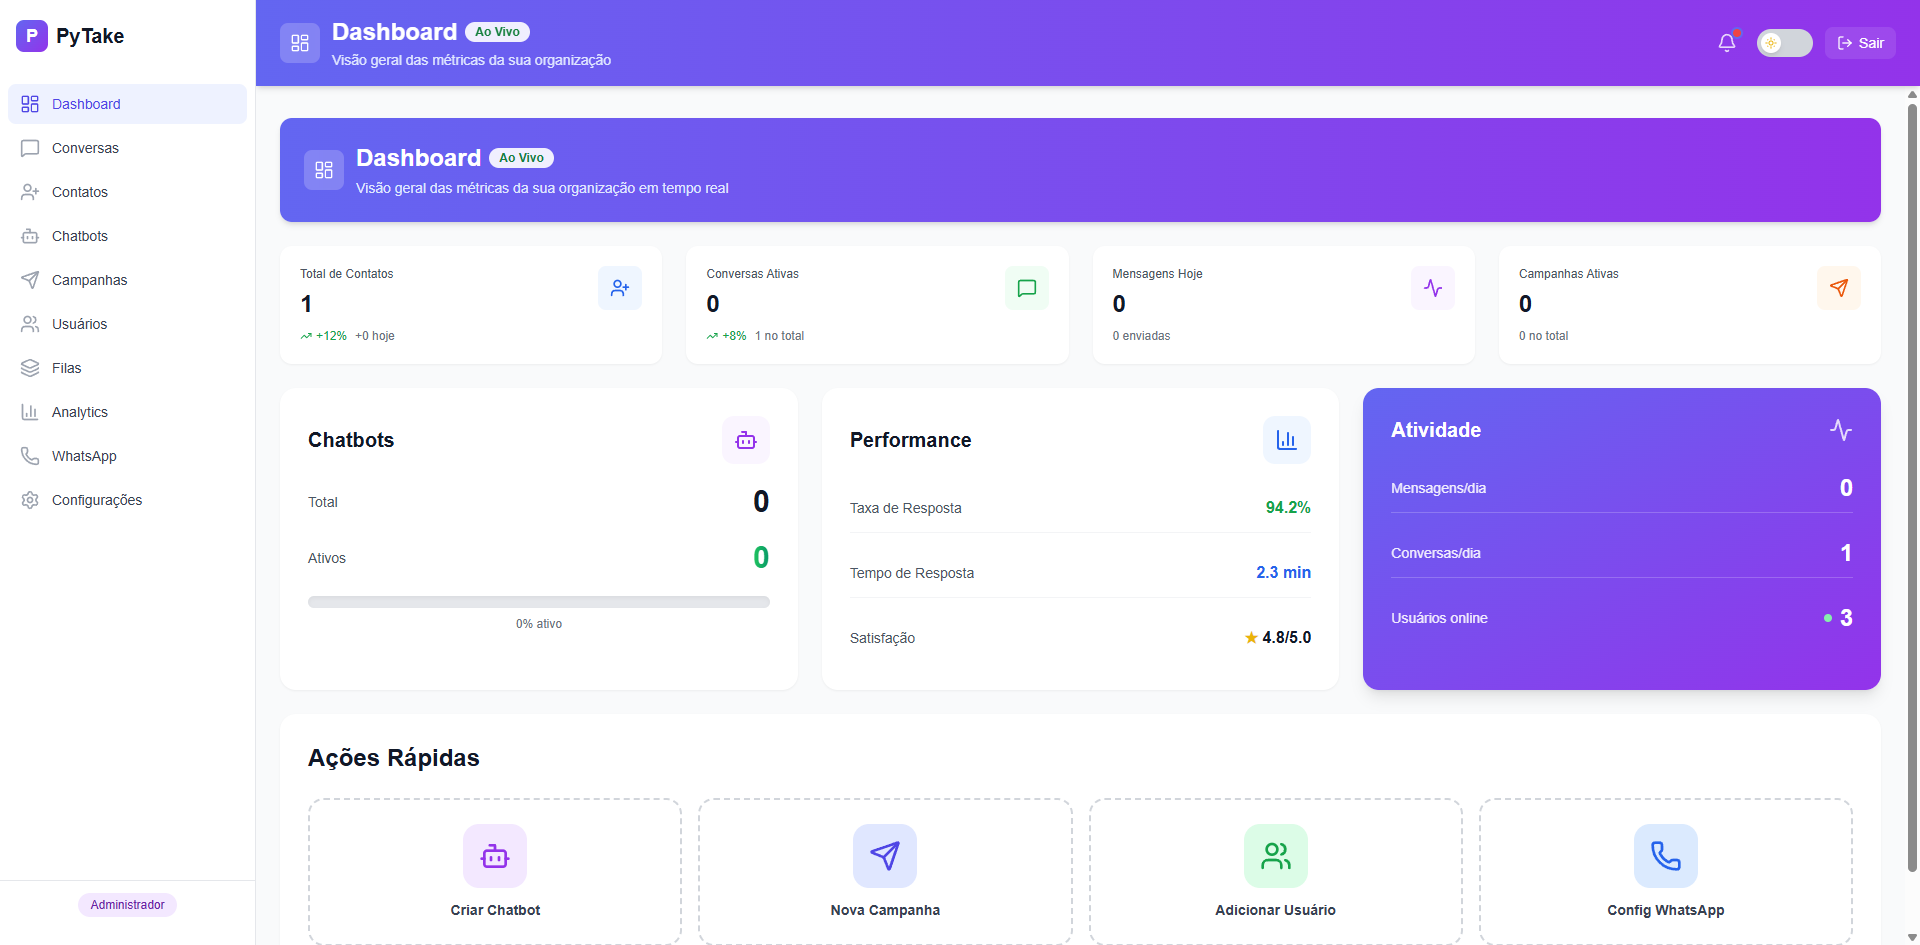 P PyTake
Dashboard
Conversas
Contatos
Chatbots
Campanhas
Usuários
Filas
Analytics
WhatsApp
Configurações
Administrador
Dashboard Ao Vivo
Visão geral das métricas da sua organização
Sair
Dashboard Ao Vivo
Visão geral das métricas da sua organização em tempo real
Total de Contatos
1
+12% +0 hoje
Conversas Ativas
0
+8% 1 no total
Mensagens Hoje
0
0 enviadas
Campanhas Ativas
0
0 no total
Chatbots
Total 0
Ativos 0
0% ativo
Performance
Taxa de Resposta 94.2%
Tempo de Resposta 2.3 min
Satisfação ★ 4.8/5.0
Atividade
Mensagens/dia 0
Conversas/dia 1
Usuários online 3
Ações Rápidas
Criar Chatbot
Nova Campanha
Adicionar Usuário
Config WhatsApp